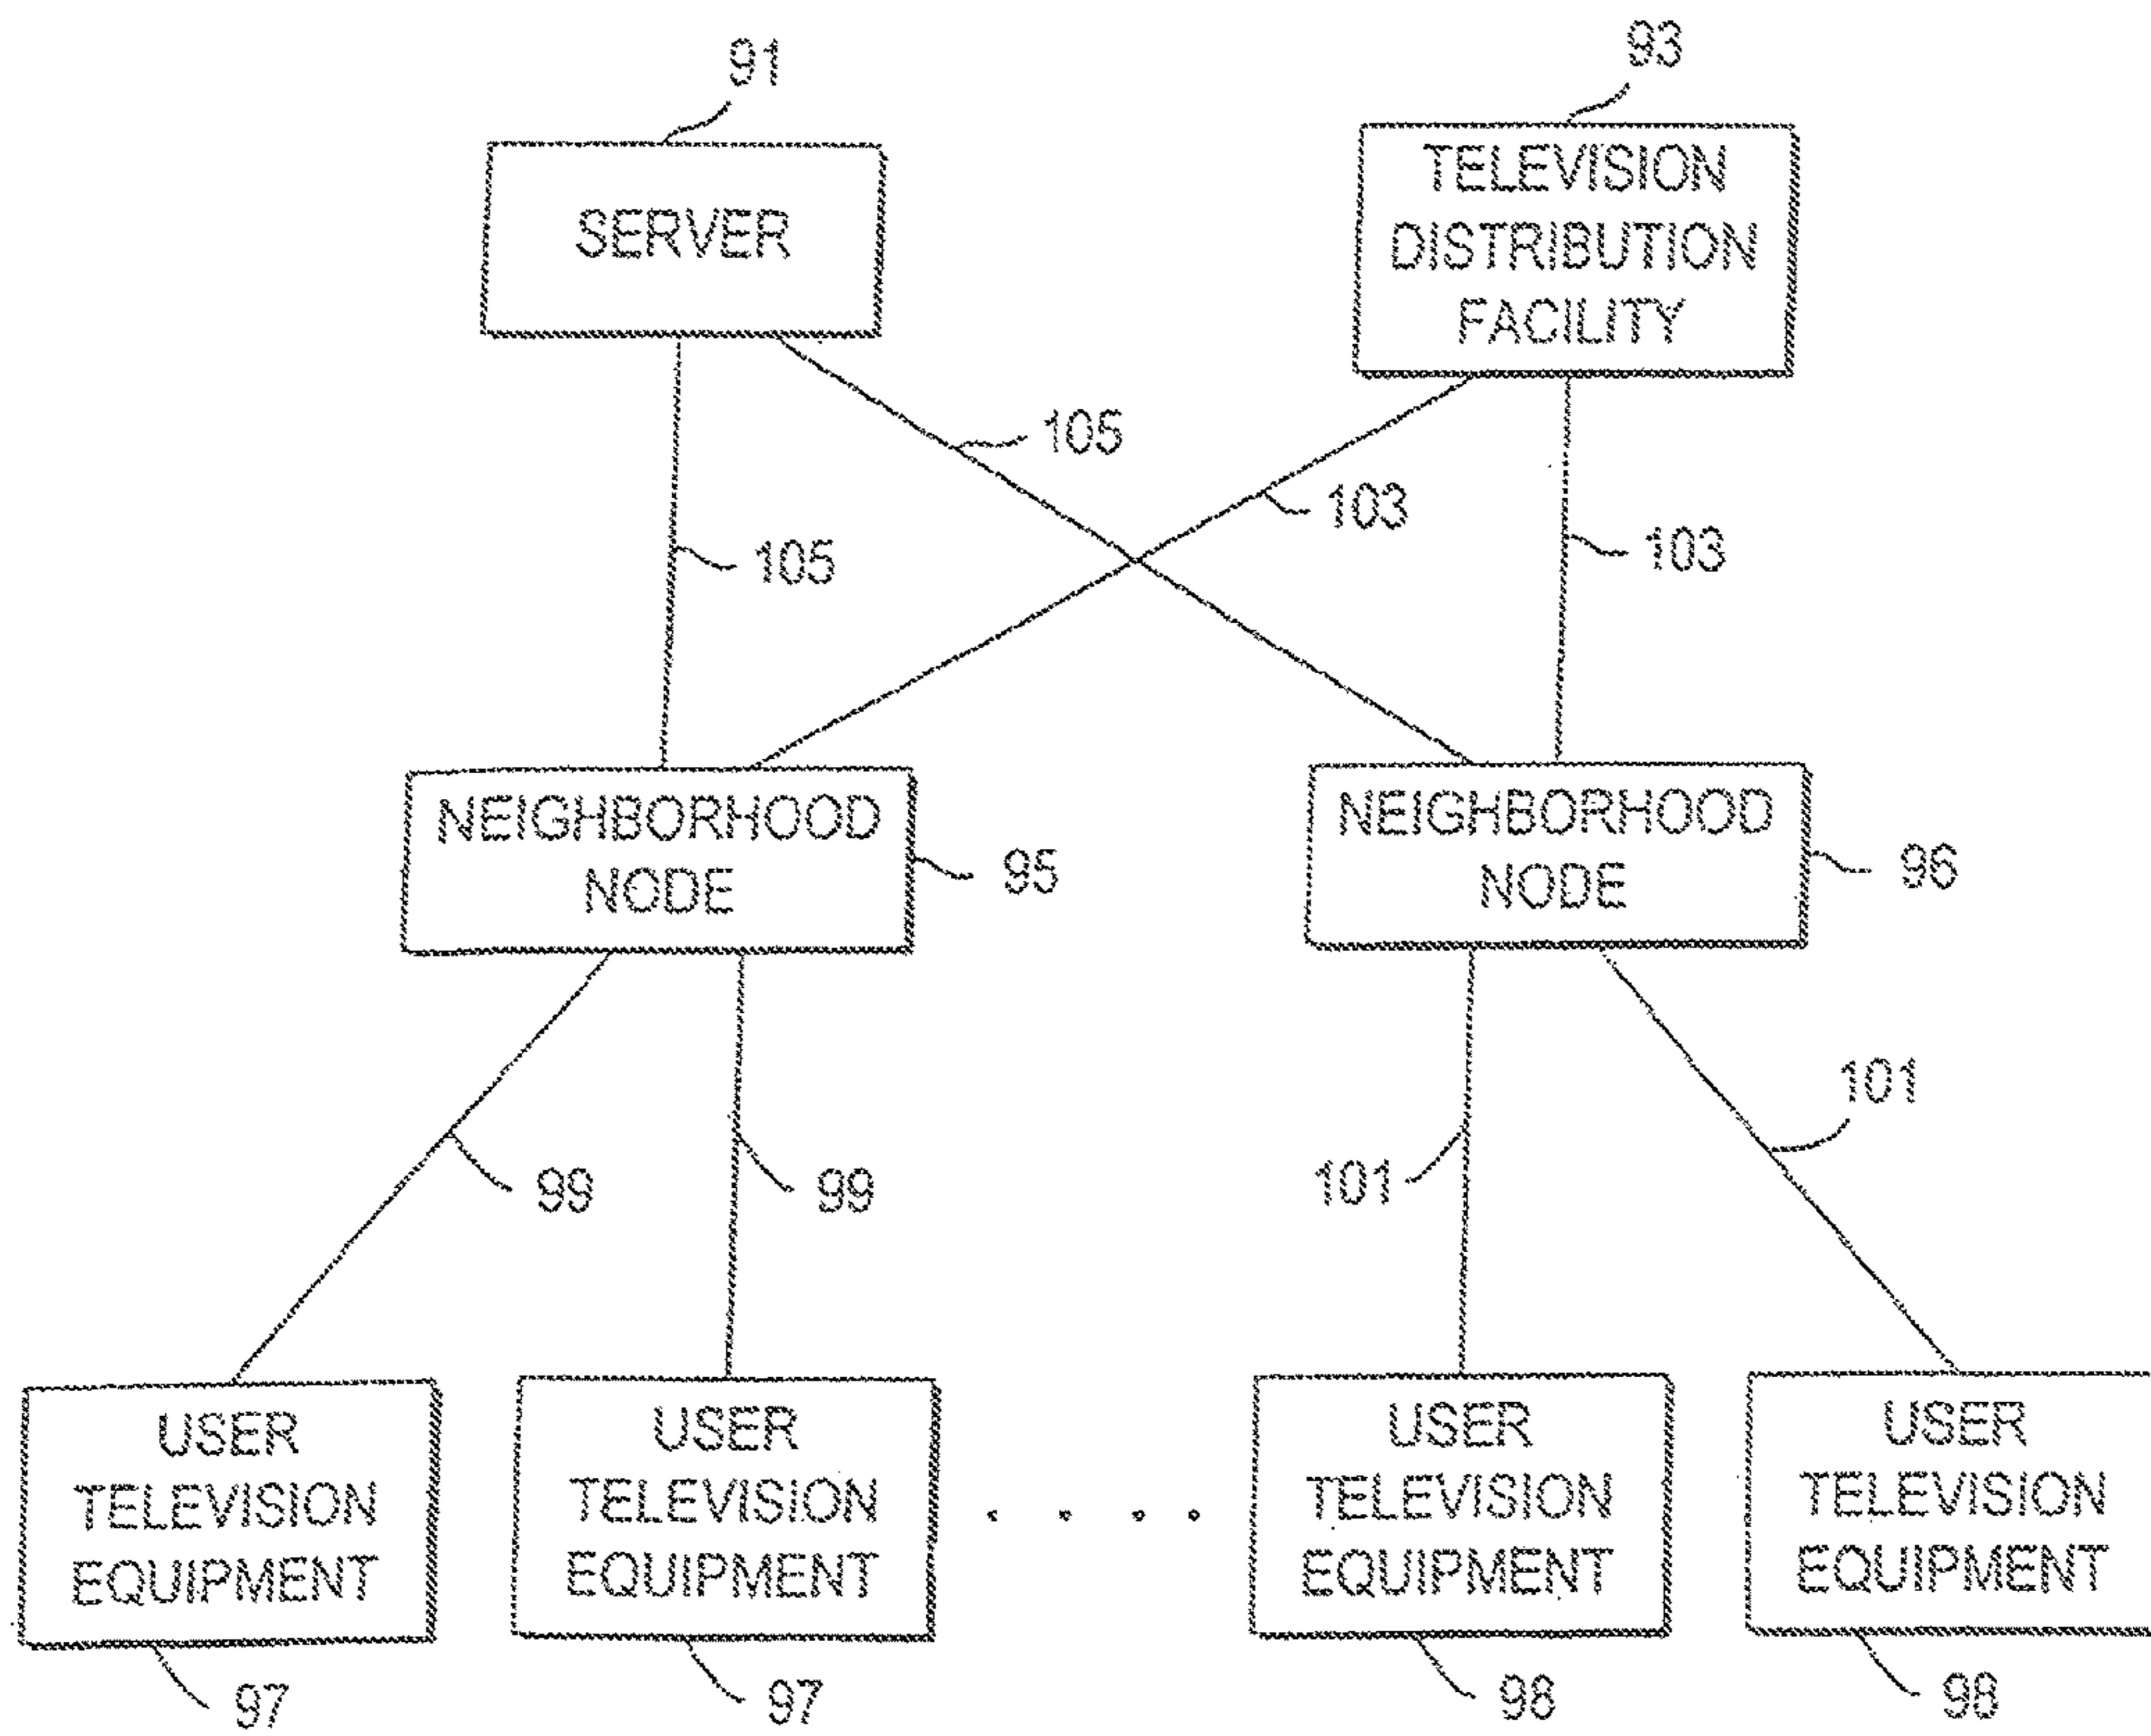 91
93
SERVER
TELEVISION
DISTRIBUTION
FACILITY
105
103
105
103
NEIGHBORHOOD
NODE
95
NEIGHBORHOOD
NODE
96
99
99
101
101
USER
TELEVISION
EQUIPMENT
USER
TELEVISION
EQUIPMENT
. . . .
USER
TELEVISION
EQUIPMENT
USER
TELEVISION
EQUIPMENT
97
97
98
98